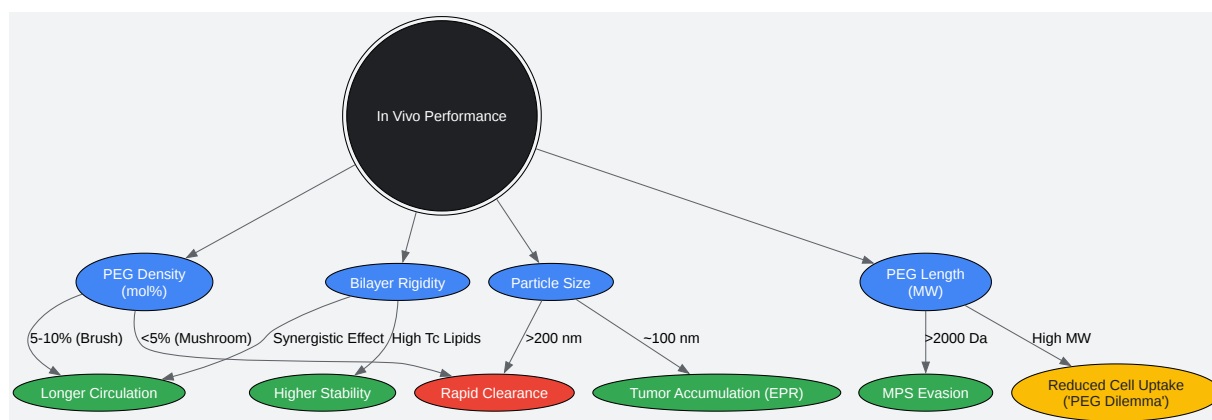 In Vivo Performance
PEG Density
(mol%)
Bilayer Rigidity
Particle Size
PEG Length
(MW)
5-10% (Brush)
<5% (Mushroom)
Synergistic Effect
High Tc Lipids
>200 nm
~100 nm
>2000 Da
High MW
Longer Circulation
Higher Stability
Rapid Clearance
Tumor Accumulation (EPR)
MPS Evasion
Reduced Cell Uptake
('PEG Dilemma')